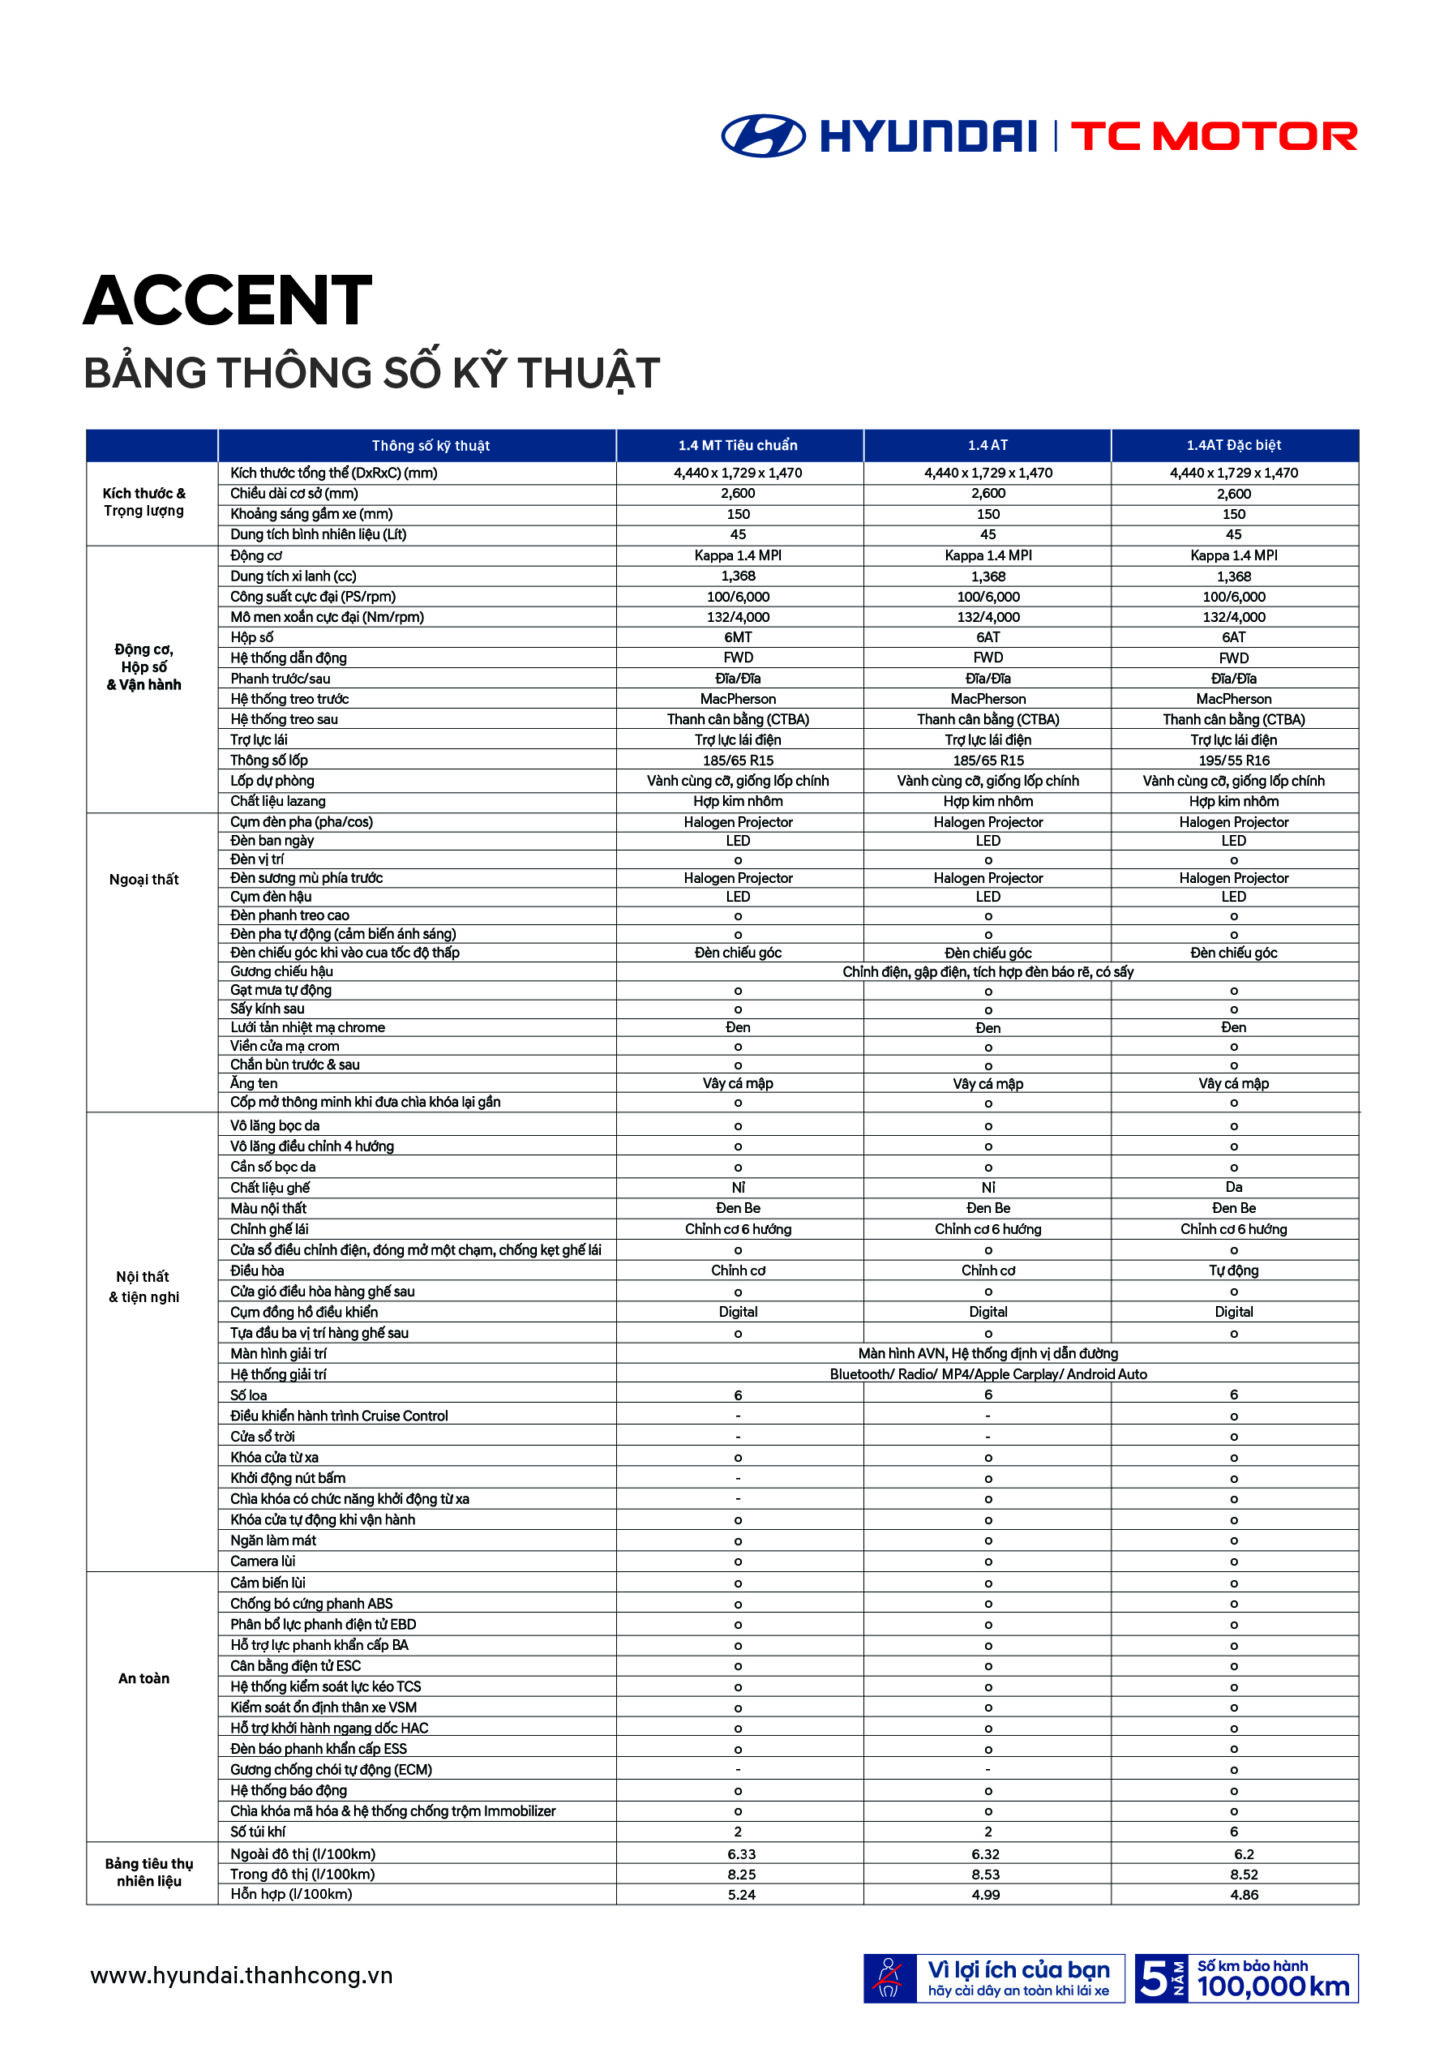 HYUNDAI | TC MOTOR
ACCENT
BẢNG THÔNG SỐ KỸ THUẬT
Thông số kỹ thuật 1.4 MT Tiêu chuẩn 1.4 AT 1.4AT Đặc biệt
Kích thước & Trọng lượng
Kích thước tổng thể (DxRxC) (mm) 4,440 x 1,729 x 1,470 4,440 x 1,729 x 1,470 4,440 x 1,729 x 1,470
Chiều dài cơ sở (mm) 2,600 2,600 2,600
Khoảng sáng gầm xe (mm) 150 150 150
Dung tích bình nhiên liệu (Lít) 45 45 45
Động cơ, Hộp số & Vận hành
Động cơ Kappa 1.4 MPI Kappa 1.4 MPI Kappa 1.4 MPI
Dung tích xi lanh (cc) 1,368 1,368 1,368
Công suất cực đại (PS/rpm) 100/6,000 100/6,000 100/6,000
Mô men xoắn cực đại (Nm/rpm) 132/4,000 132/4,000 132/4,000
Hộp số 6MT 6AT 6AT
Hệ thống dẫn động FWD FWD FWD
Phanh trước/sau Đĩa/Đĩa Đĩa/Đĩa Đĩa/Đĩa
Hệ thống treo trước MacPherson MacPherson MacPherson
Hệ thống treo sau Thanh cân bằng (CTBA) Thanh cân bằng (CTBA) Thanh cân bằng (CTBA)
Trợ lực lái Trợ lực lái điện Trợ lực lái điện Trợ lực lái điện
Thông số lốp 185/65 R15 185/65 R15 195/55 R16
Lốp dự phòng Vành cùng cỡ, giống lốp chính Vành cùng cỡ, giống lốp chính Vành cùng cỡ, giống lốp chính
Chất liệu lazang Hợp kim nhôm Hợp kim nhôm Hợp kim nhôm
Ngoại thất
Cụm đèn pha (pha/cos) Halogen Projector Halogen Projector Halogen Projector
Đèn ban ngày LED LED LED
Đèn vị trí o o o
Đèn sương mù phía trước Halogen Projector Halogen Projector Halogen Projector
Cụm đèn hậu LED LED LED
Đèn phanh treo cao o o o
Đèn pha tự động (cảm biến ánh sáng) o o o
Đèn chiếu góc khi vào cua tốc độ thấp Đèn chiếu góc Đèn chiếu góc Đèn chiếu góc
Gương chiếu hậu Chỉnh điện, gập điện, tích hợp đèn báo rẽ, có sấy
Gạt mưa tự động o o o
Sấy kính sau o o o
Lưới tản nhiệt mạ chrome Đen Đen Đen
Viền cửa mạ crom o o o
Chắn bùn trước & sau o o o
Ăng ten Vây cá mập Vây cá mập Vây cá mập
Cốp mở thông minh khi đưa chìa khóa lại gần o o o
Nội thất & tiện nghi
Vô lăng bọc da o o o
Vô lăng điều chỉnh 4 hướng o o o
Cần số bọc da o o o
Chất liệu ghế Nỉ Nỉ Da
Màu nội thất Đen Be Đen Be Đen Be
Chỉnh ghế lái Chỉnh cơ 6 hướng Chỉnh cơ 6 hướng Chỉnh cơ 6 hướng
Cửa sổ điều chỉnh điện, đóng mở một chạm, chống kẹt ghế lái o o o
Điều hòa Chỉnh cơ Chỉnh cơ Tự động
Cửa gió điều hòa hàng ghế sau o o o
Cụm đồng hồ điều khiển Digital Digital Digital
Tựa đầu ba vị trí hàng ghế sau o o o
Màn hình giải trí Màn hình AVN, Hệ thống định vị dẫn đường
Hệ thống giải trí Bluetooth/ Radio/ MP4/Apple Carplay/ Android Auto
Số loa 6 6 6
Điều khiển hành trình Cruise Control - - o
Cửa sổ trời - - o
Khóa cửa từ xa o o o
Khởi động nút bấm - o o
Chìa khóa có chức năng khởi động từ xa - o o
Khóa cửa tự động khi vận hành o o o
Ngăn làm mát o o o
Camera lùi o o o
An toàn
Cảm biến lùi o o o
Chống bó cứng phanh ABS o o o
Phân bổ lực phanh điện tử EBD o o o
Hỗ trợ lực phanh khẩn cấp BA o o o
Cân bằng điện tử ESC o o o
Hệ thống kiểm soát lực kéo TCS o o o
Kiểm soát ổn định thân xe VSM o o o
Hỗ trợ khởi hành ngang dốc HAC o o o
Đèn báo phanh khẩn cấp ESS o o o
Gương chống chói tự động (ECM) - - o
Hệ thống báo động o o o
Chìa khóa mã hóa & hệ thống chống trộm Immobilizer o o o
Số túi khí 2 2 6
Bảng tiêu thụ nhiên liệu
Ngoài đô thị (l/100km) 6.33 6.32 6.2
Trong đô thị (l/100km) 8.25 8.53 8.52
Hỗn hợp (l/100km) 5.24 4.99 4.86
www.hyundai.thanhcong.vn
Vì lợi ích của bạn
hãy cài dây an toàn khi lái xe
5 NĂM
Số km bảo hành
100,000 km